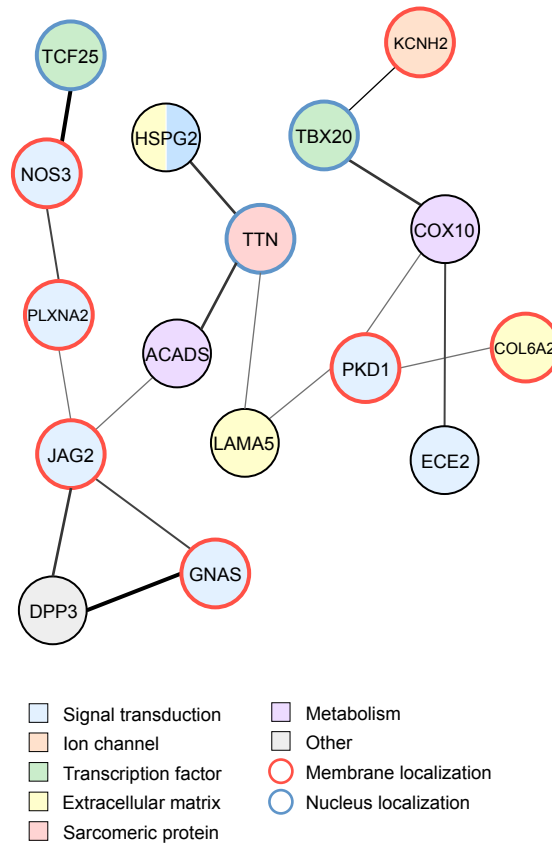 KCNH2
TCF25
HSPG2
TBX20
NOS3
COX10
TTN
PLXNA2
ACADS
PKD1
COL6A2
LAMA5
JAG2
ECE2
GNAS
DPP3
Signal transduction
Ion channel
Transcription factor
Extracellular matrix
Sarcomeric protein
Metabolism
Other
Membrane localization
Nucleus localization